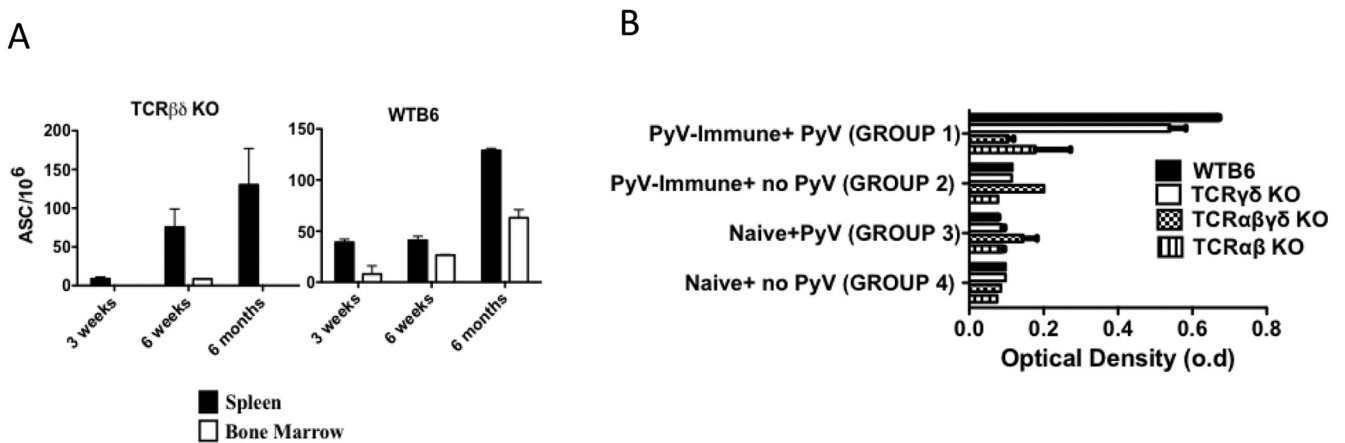 A
TCRβδ KO
ASC/10⁶
200
150
100
50
0
3 weeks
6 weeks
6 months
WTB6
150
100
50
0
3 weeks
6 weeks
6 months
Spleen
Bone Marrow
B
PyV-Immune+ PyV (GROUP 1)
PyV-Immune+ no PyV (GROUP 2)
Naive+PyV (GROUP 3)
Naive+ no PyV (GROUP 4)
WTB6
TCRγδ KO
TCRαβγδ KO
TCRαβ KO
0.0 0.2 0.4 0.6 0.8
Optical Density (o.d)